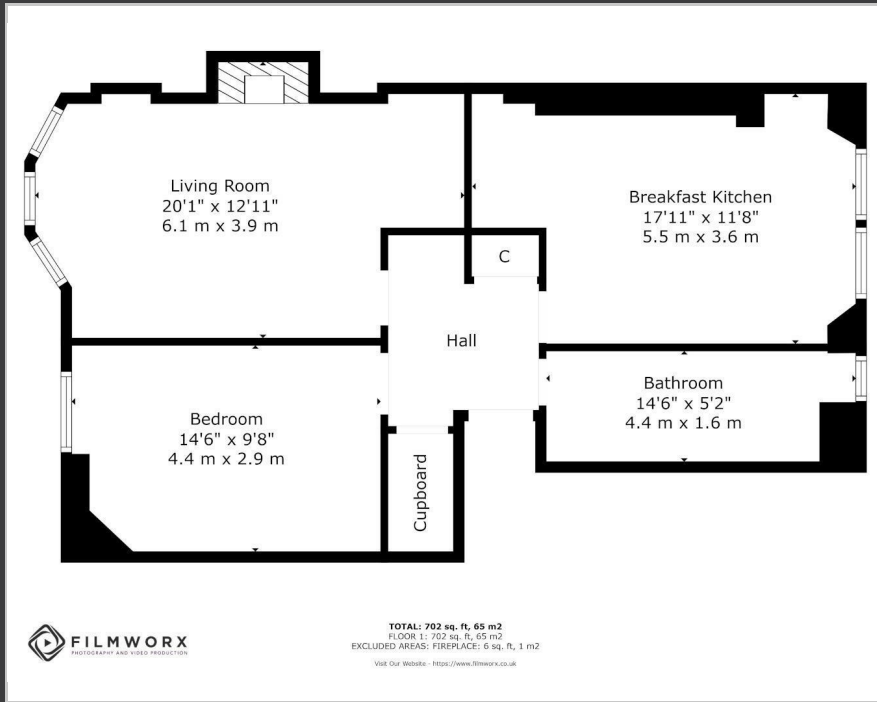 Living Room
20'1" x 12'11"
6.1 m x 3.9 m
Breakfast Kitchen
17'11" x 11'8"
5.5 m x 3.6 m
C
Hall
Bedroom
14'6" x 9'8"
4.4 m x 2.9 m
Bathroom
14'6" x 5'2"
4.4 m x 1.6 m
Cupboard
FILMWORX
PHOTOGRAPHY AND VIDEO PRODUCTION
TOTAL: 702 sq. ft, 65 m2
FLOOR 1: 702 sq. ft, 65 m2
EXCLUDED AREAS: FIREPLACE: 6 sq. ft, 1 m2
Visit Our Website - https://www.filmworx.co.uk